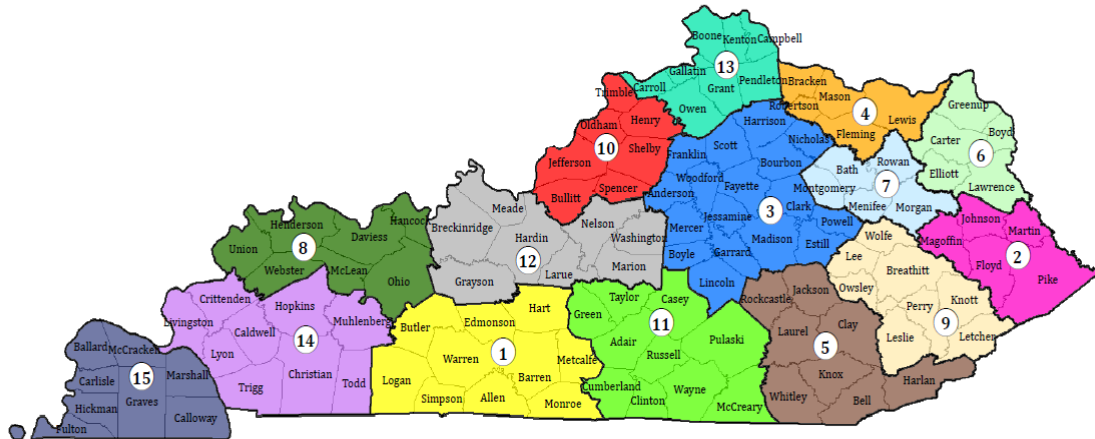 Boone
Kenton
Campbell
13
Gallatin
Carroll
Grant
Pendleton
Owen
Bracken
Mason
Robertson
4
Lewis
Fleming
Greenup
Boyd
Carter
6
Elliott
Lawrence
Trimble
Oldham
Henry
10
Jefferson
Shelby
Bullitt
Spencer
Harrison
Nicholas
Scott
Franklin
Bourbon
Woodford
Fayette
Anderson
Clark
Jessamine
3
Powell
Mercer
Madison
Estill
Boyle
Garrard
Lincoln
Rowan
Bath
Montgomery
7
Menifee
Morgan
Johnson
Martin
Magoffin
2
Floyd
Pike
Wolfe
Lee
Breathitt
Owsley
Perry
Knott
9
Leslie
Letcher
Meade
Breckinridge
Nelson
Hardin
Washington
12
Marion
Larue
Grayson
Hancock
Henderson
Daviess
Union
8
Webster
McLean
Ohio
Crittenden
Hopkins
Livingston
Muhlenberg
Caldwell
14
Lyon
Christian
Trigg
Todd
Ballard
McCracken
Carlisle
15
Marshall
Graves
Hickman
Calloway
Fulton
Butler
Edmonson
Hart
Warren
1
Metcalfe
Logan
Barren
Simpson
Allen
Monroe
Taylor
Casey
Green
11
Adair
Pulaski
Russell
Cumberland
Wayne
Clinton
McCreary
Rockcastle
Jackson
Laurel
Clay
5
Knox
Harlan
Whitley
Bell